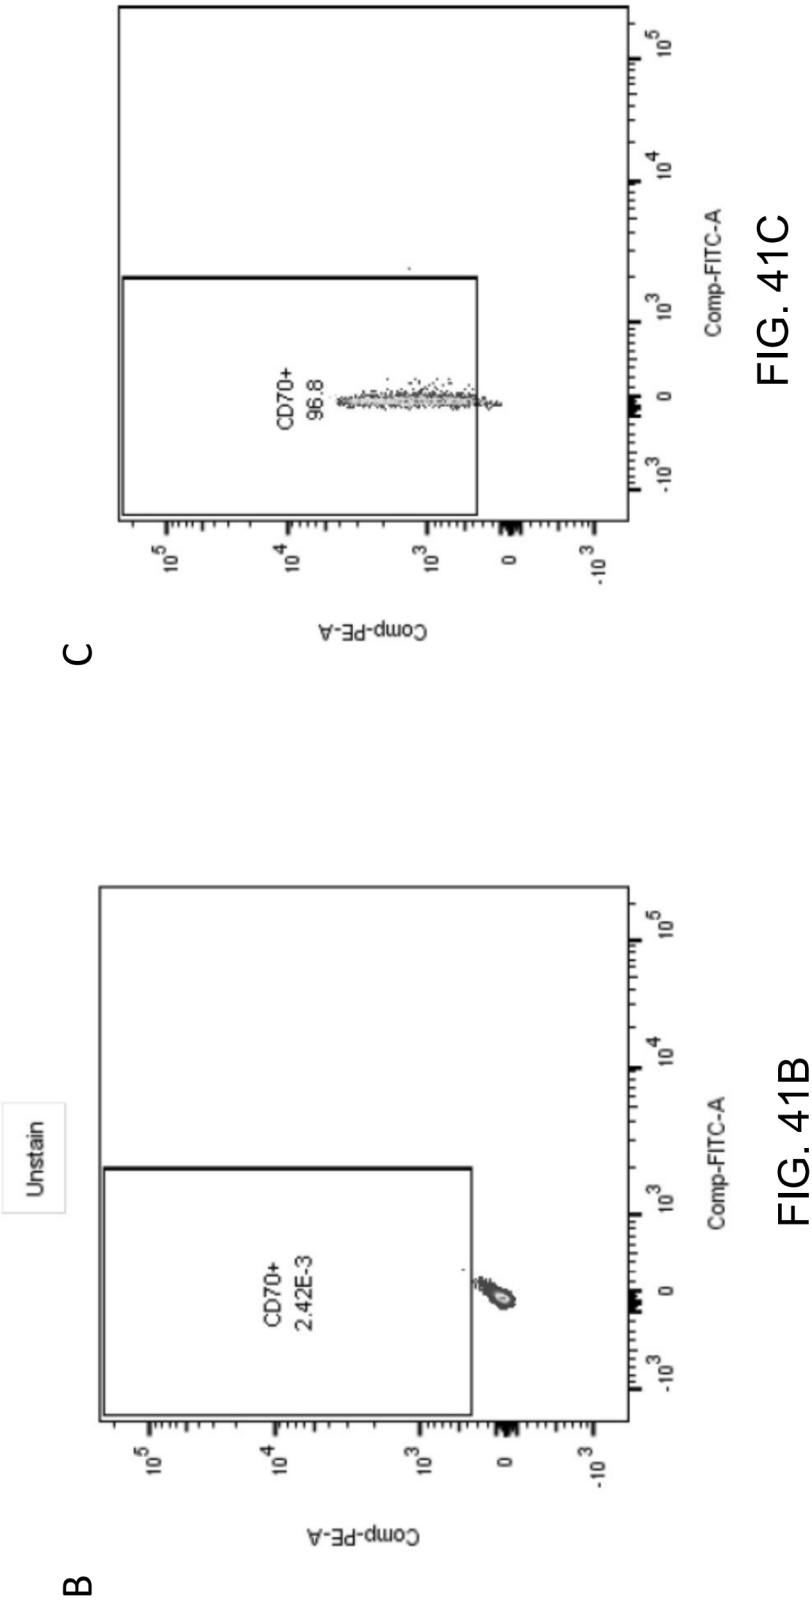 B
Unstain
Comp-PE-A
10^5
10^4
10^3
0
-10^3
CD70+
2.42E-3
-10^3
0
10^3
10^4
10^5
Comp-FITC-A
FIG. 41B
C
Comp-PE-A
10^5
10^4
10^3
0
-10^3
CD70+
96.8
-10^3
0
10^3
10^4
10^5
Comp-FITC-A
FIG. 41C